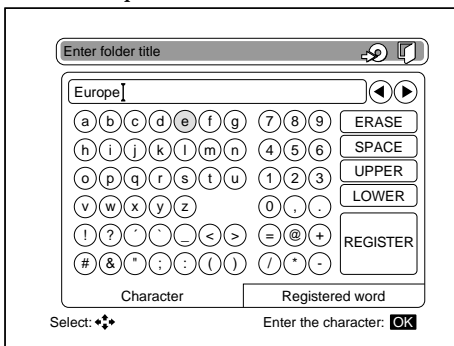 Enter folder title
Europe
a b c d e f g 7 8 9 ERASE
h i j k l m n 4 5 6 SPACE
o p q r s t u 1 2 3 UPPER
v w x y z 0 , . LOWER
! ? ´ ` _ < > = @ + REGISTER
# & " ; : ( ) / * -
Character Registered word
Select: Enter the character: OK